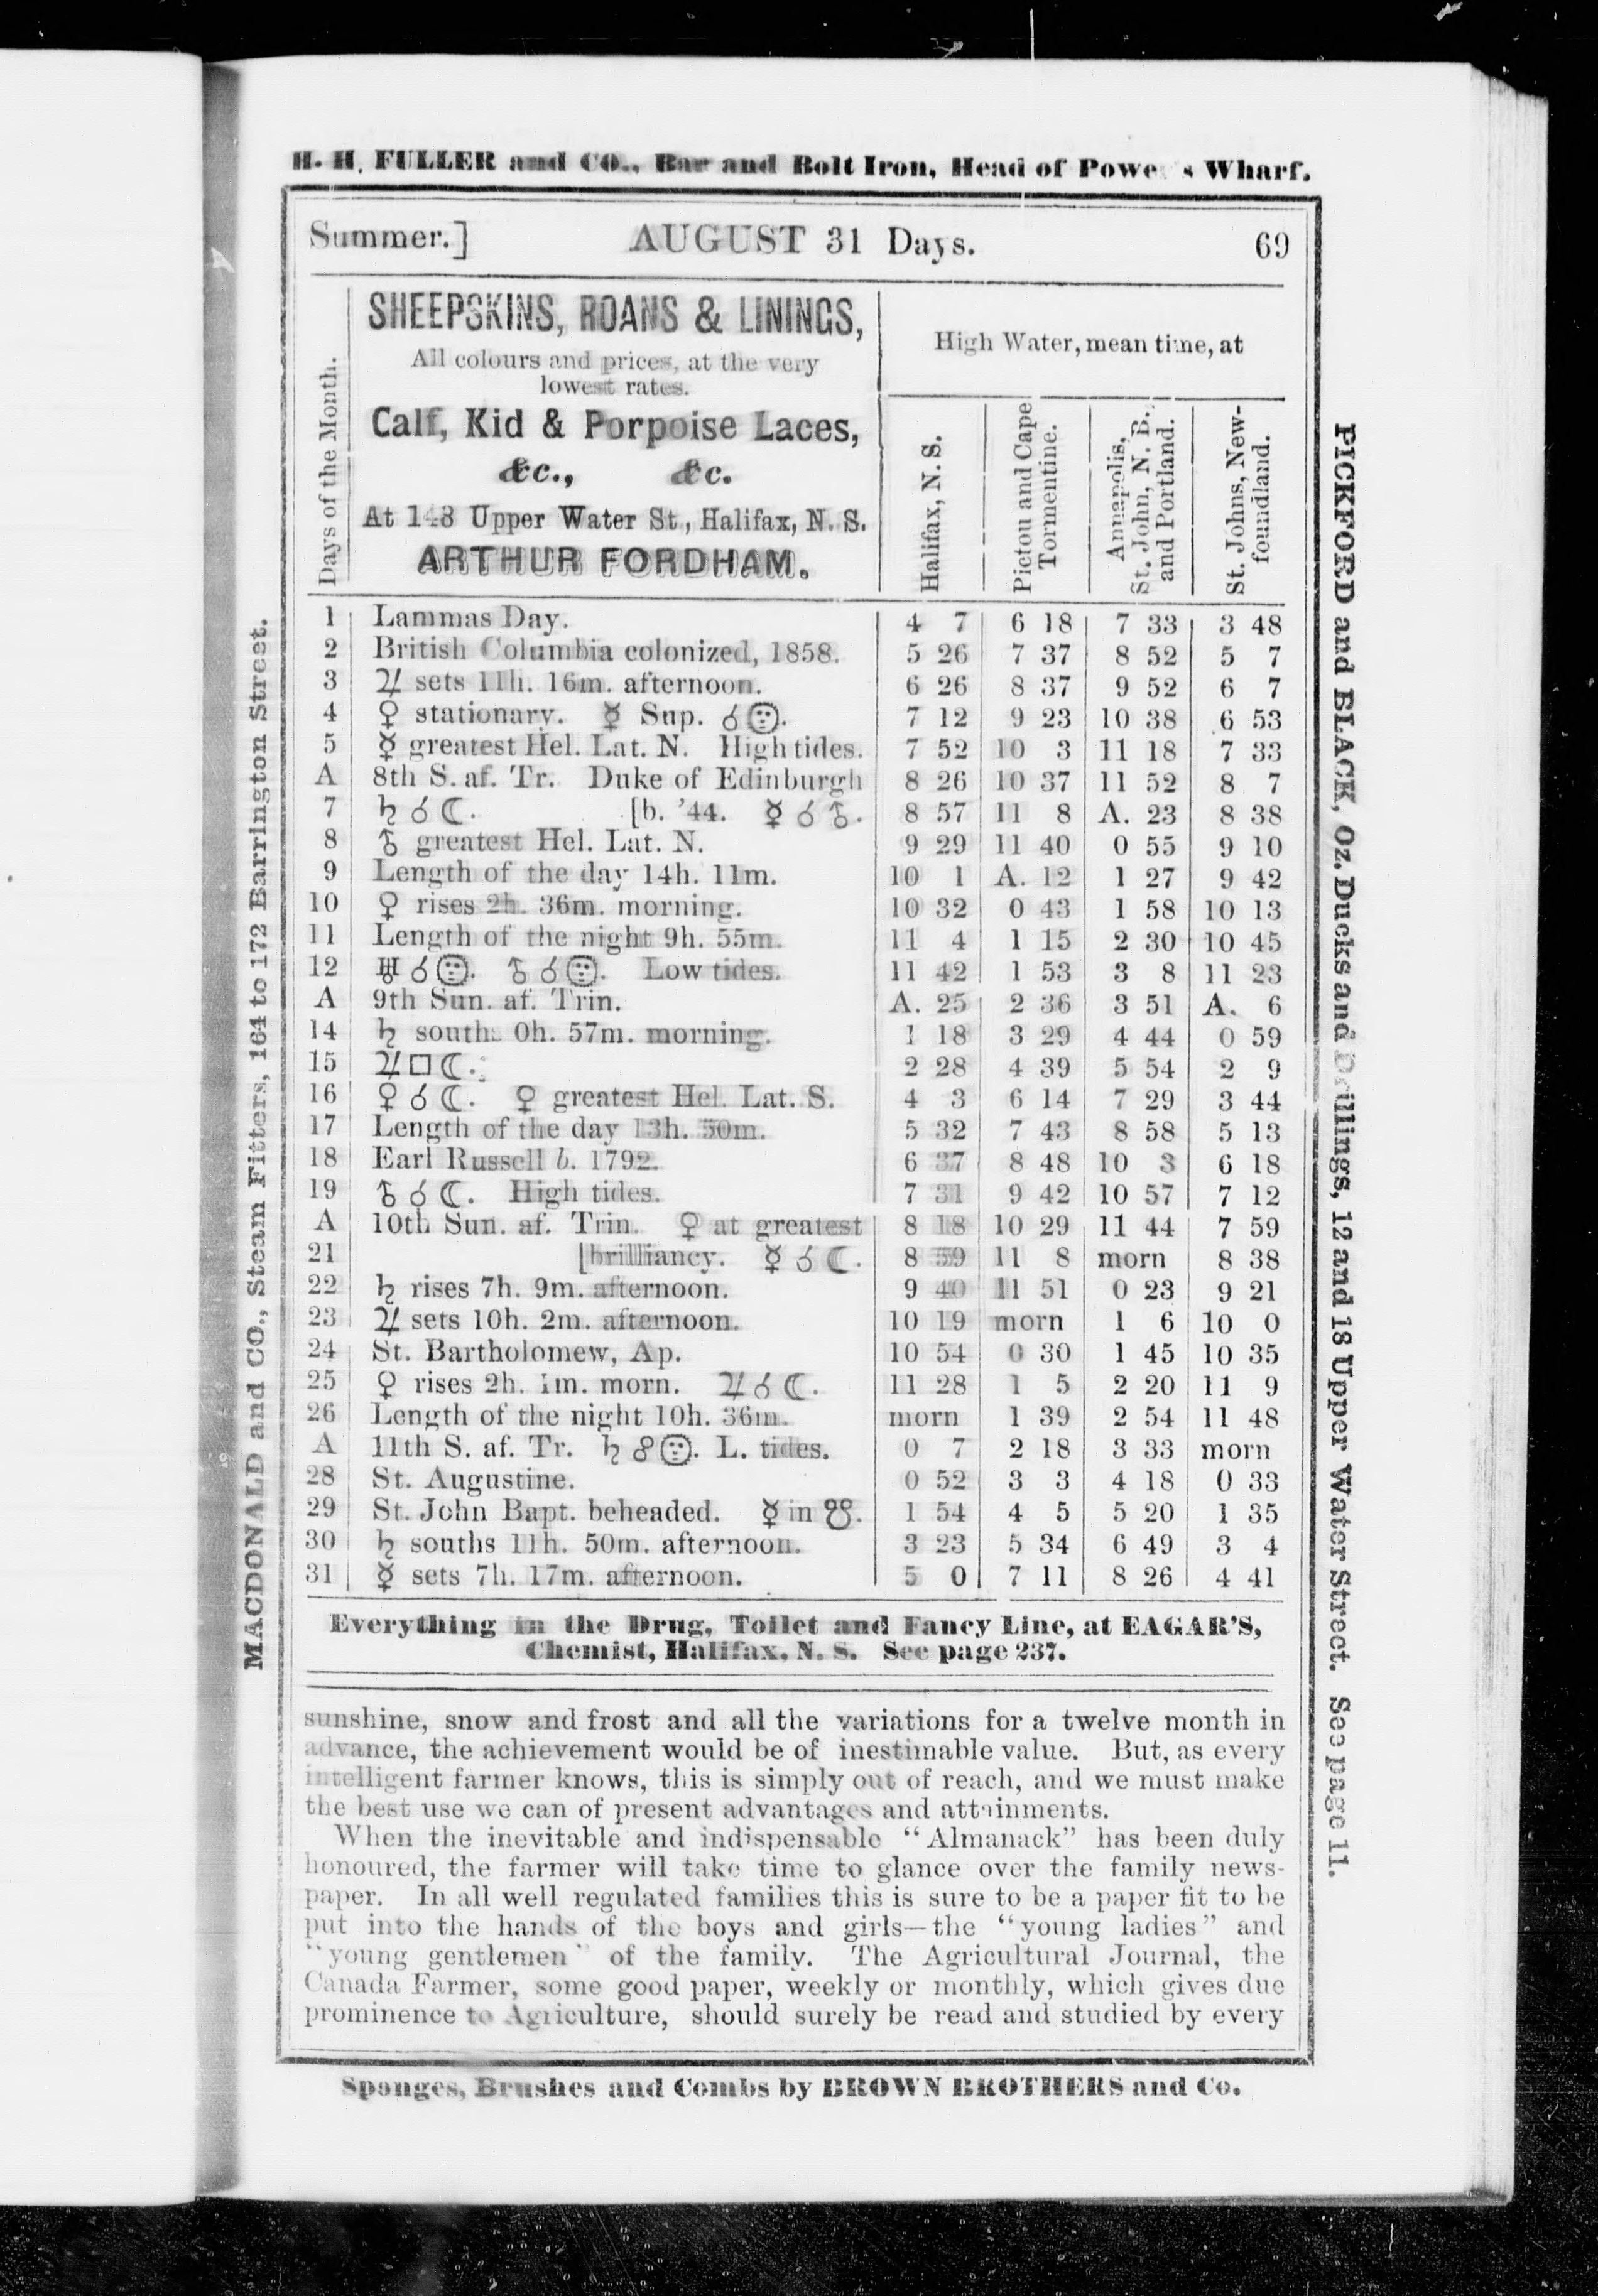 H. H. FULLER and CO., Bar and Bolt Iron, Head of Powe s Wharf.
Summer.] AUGUST 31 Days. 69
Days of the Month.
SHEEPSKINS, ROANS & LININGS,
All colours and prices, at the very
lowest rates.
Calf, Kid & Porpoise Laces,
&c., &c.
At 148 Upper Water St, Halifax, N. S.
ARTHUR FORDHAM.
High Water, mean time, at
Halifax, N. S.
Pictou and Cape
Tormentine.
Annapolis,
St. John, N. B.,
and Portland.
St. Johns, New-
foundland.
1 Lammas Day. 4 7 6 18 7 33 3 48
2 British Columbia colonized, 1858. 5 26 7 37 8 52 5 7
3 ♃ sets 11h. 16m. afternoon. 6 26 8 37 9 52 6 7
4 ♀ stationary. ☿ Sup. ☌ ☉. 7 12 9 23 10 38 6 53
5 ☿ greatest Hel. Lat. N. High tides. 7 52 10 3 11 18 7 33
A 8th S. af. Tr. Duke of Edinburgh 8 26 10 37 11 52 8 7
7 ♄ ☌ ☾. [b. '44. ☿ ☌ ♂. 8 57 11 8 A. 23 8 38
8 ♂ greatest Hel. Lat. N. 9 29 11 40 0 55 9 10
9 Length of the day 14h. 11m. 10 1 A. 12 1 27 9 42
10 ♀ rises 2h. 36m. morning. 10 32 0 43 1 58 10 13
11 Length of the night 9h. 55m. 11 4 1 15 2 30 10 45
12 ♅ ☌ ☉. ♂ ☌ ☉. Low tides. 11 42 1 53 3 8 11 23
A 9th Sun. af. Trin. A. 25 2 36 3 51 A. 6
14 ♄ souths 0h. 57m. morning. 1 18 3 29 4 44 0 59
15 ♃ □ ☾. 2 28 4 39 5 54 2 9
16 ♀ ☌ ☾. ♀ greatest Hel. Lat. S. 4 3 6 14 7 29 3 44
17 Length of the day 13h. 50m. 5 32 7 43 8 58 5 13
18 Earl Russell b. 1792. 6 37 8 48 10 3 6 18
19 ♂ ☌ ☾. High tides. 7 31 9 42 10 57 7 12
A 10th Sun. af. Trin. ♀ at greatest 8 18 10 29 11 44 7 59
21 [brilliancy. ☿ ☌ ☾. 8 59 11 8 morn 8 38
22 ♄ rises 7h. 9m. afternoon. 9 40 11 51 0 23 9 21
23 ♃ sets 10h. 2m. afternoon. 10 19 morn 1 6 10 0
24 St. Bartholomew, Ap. 10 54 0 30 1 45 10 35
25 ♀ rises 2h. 1m. morn. ♃ ☌ ☾. 11 28 1 5 2 20 11 9
26 Length of the night 10h. 36m. morn 1 39 2 54 11 48
A 11th S. af. Tr. ♄ ☍ ☉. L. tides. 0 7 2 18 3 33 morn
28 St. Augustine. 0 52 3 3 4 18 0 33
29 St. John Bapt. beheaded. ☿ in ☋. 1 54 4 5 5 20 1 35
30 ♄ souths 11h. 50m. afternoon. 3 23 5 34 6 49 3 4
31 ☿ sets 7h. 17m. afternoon. 5 0 7 11 8 26 4 41
Everything in the Drug, Toilet and Fancy Line, at EAGAR'S,
Chemist, Halifax, N. S. See page 237.
sunshine, snow and frost and all the variations for a twelve month in
advance, the achievement would be of inestimable value. But, as every
intelligent farmer knows, this is simply out of reach, and we must make
the best use we can of present advantages and attainments.
When the inevitable and indispensable "Almanack" has been duly
honoured, the farmer will take time to glance over the family news-
paper. In all well regulated families this is sure to be a paper fit to be
put into the hands of the boys and girls—the "young ladies" and
"young gentlemen" of the family. The Agricultural Journal, the
Canada Farmer, some good paper, weekly or monthly, which gives due
prominence to Agriculture, should surely be read and studied by every
Sponges, Brushes and Combs by BROWN BROTHERS and Co.
MACDONALD and CO., Steam Fitters, 164 to 172 Barrington Street.
PICKFORD and BLACK, Oz. Ducks and Drillings, 12 and 18 Upper Water Street. See page 11.